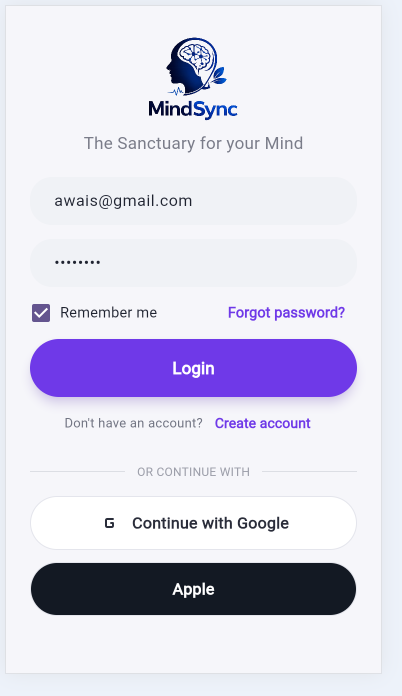 MindSync
The Sanctuary for your Mind
awais@gmail.com
••••••••
Remember me Forgot password?
Login
Don't have an account? Create account
OR CONTINUE WITH
G Continue with Google
Apple